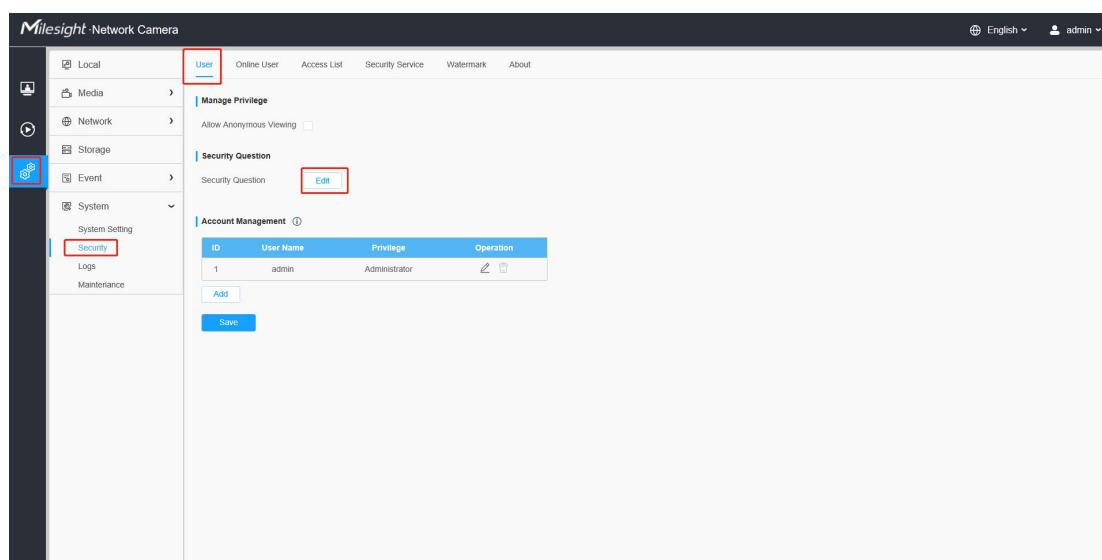 Milesight · Network Camera
English
admin
Local
Media
Network
Storage
Event
System
System Setting
Security
Logs
Maintenance
User Online User Access List Security Service Watermark About
Manage Privilege
Allow Anonymous Viewing
Security Question
Security Question Edit
Account Management
ID User Name Privilege Operation
1 admin Administrator
Add
Save